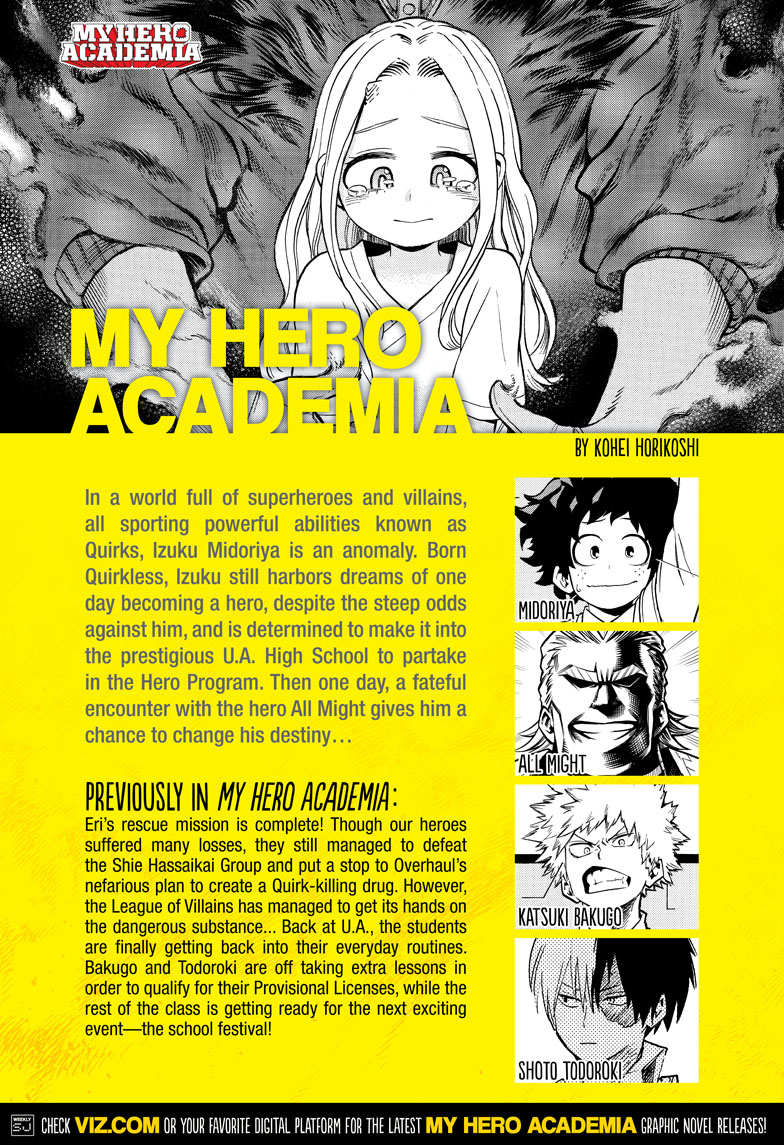 MY HERO
ACADEMIA
MY HERO
ACADEMIA
BY KOHEI HORIKOSHI
In a world full of superheroes and villains,
all sporting powerful abilities known as
Quirks, Izuku Midoriya is an anomaly. Born
Quirkless, Izuku still harbors dreams of one
day becoming a hero, despite the steep odds
against him, and is determined to make it into
the prestigious U.A. High School to partake
in the Hero Program. Then one day, a fateful
encounter with the hero All Might gives him a
chance to change his destiny…
PREVIOUSLY IN MY HERO ACADEMIA:
Eri's rescue mission is complete! Though our heroes
suffered many losses, they still managed to defeat
the Shie Hassaikai Group and put a stop to Overhaul's
nefarious plan to create a Quirk-killing drug. However,
the League of Villains has managed to get its hands on
the dangerous substance... Back at U.A., the students
are finally getting back into their everyday routines.
Bakugo and Todoroki are off taking extra lessons in
order to qualify for their Provisional Licenses, while the
rest of the class is getting ready for the next exciting
event—the school festival!
MIDORIYA
ALL MIGHT
KATSUKI BAKUGO
SHOTO TODOROKI
WEEKLY
SJ
CHECK VIZ.COM OR YOUR FAVORITE DIGITAL PLATFORM FOR THE LATEST MY HERO ACADEMIA GRAPHIC NOVEL RELEASES!